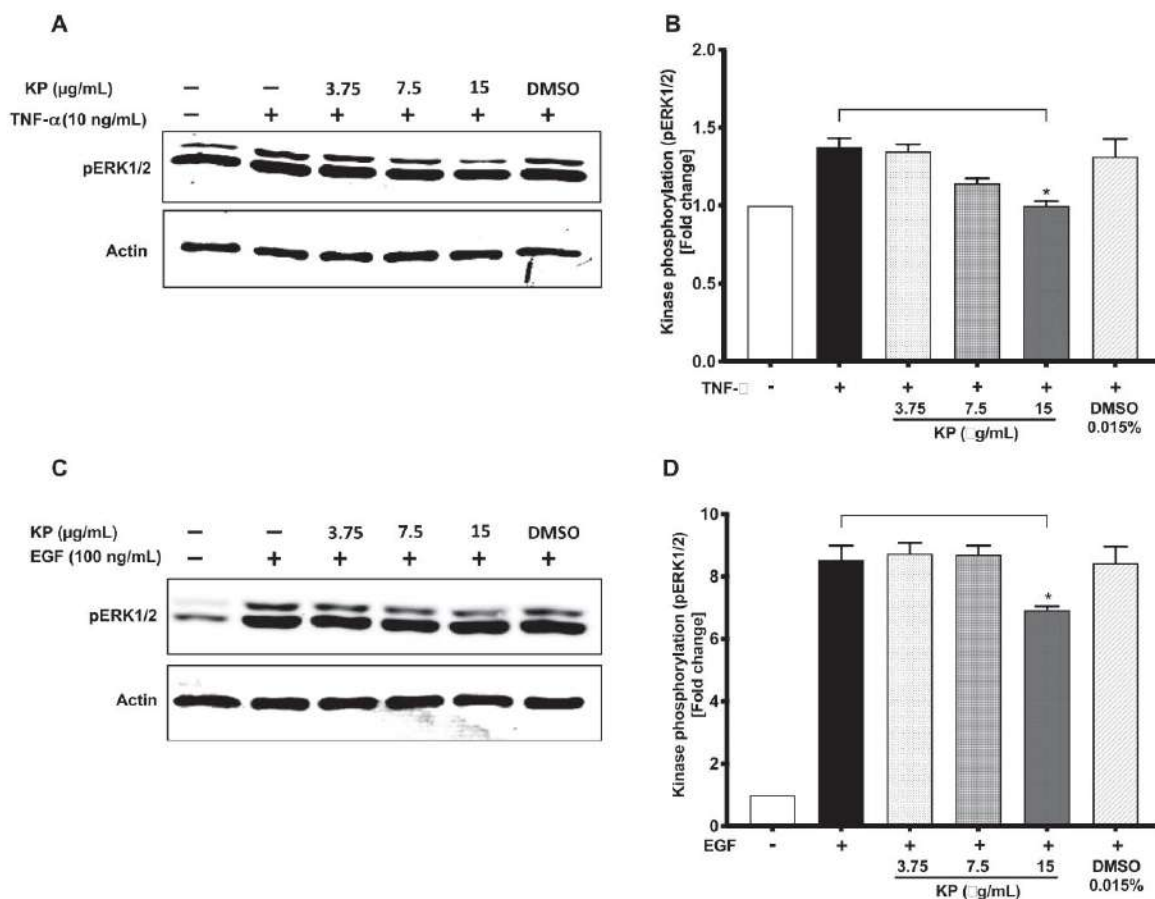 A
KP (µg/mL) – – 3.75 7.5 15 DMSO
TNF-α(10 ng/mL) – + + + + +
pERK1/2
Actin
B
Kinase phosphorylation (pERK1/2)
[Fold change]
2.0
1.5
1.0
0.5
0.0
*
TNF-□ - + + + + +
3.75 7.5 15 DMSO
KP (□g/mL) 0.015%
C
KP (µg/mL) – – 3.75 7.5 15 DMSO
EGF (100 ng/mL) – + + + + +
pERK1/2
Actin
D
Kinase phosphorylation (pERK1/2)
[Fold change]
10
8
6
4
2
0
*
EGF - + + + + +
3.75 7.5 15 DMSO
KP (□g/mL) 0.015%